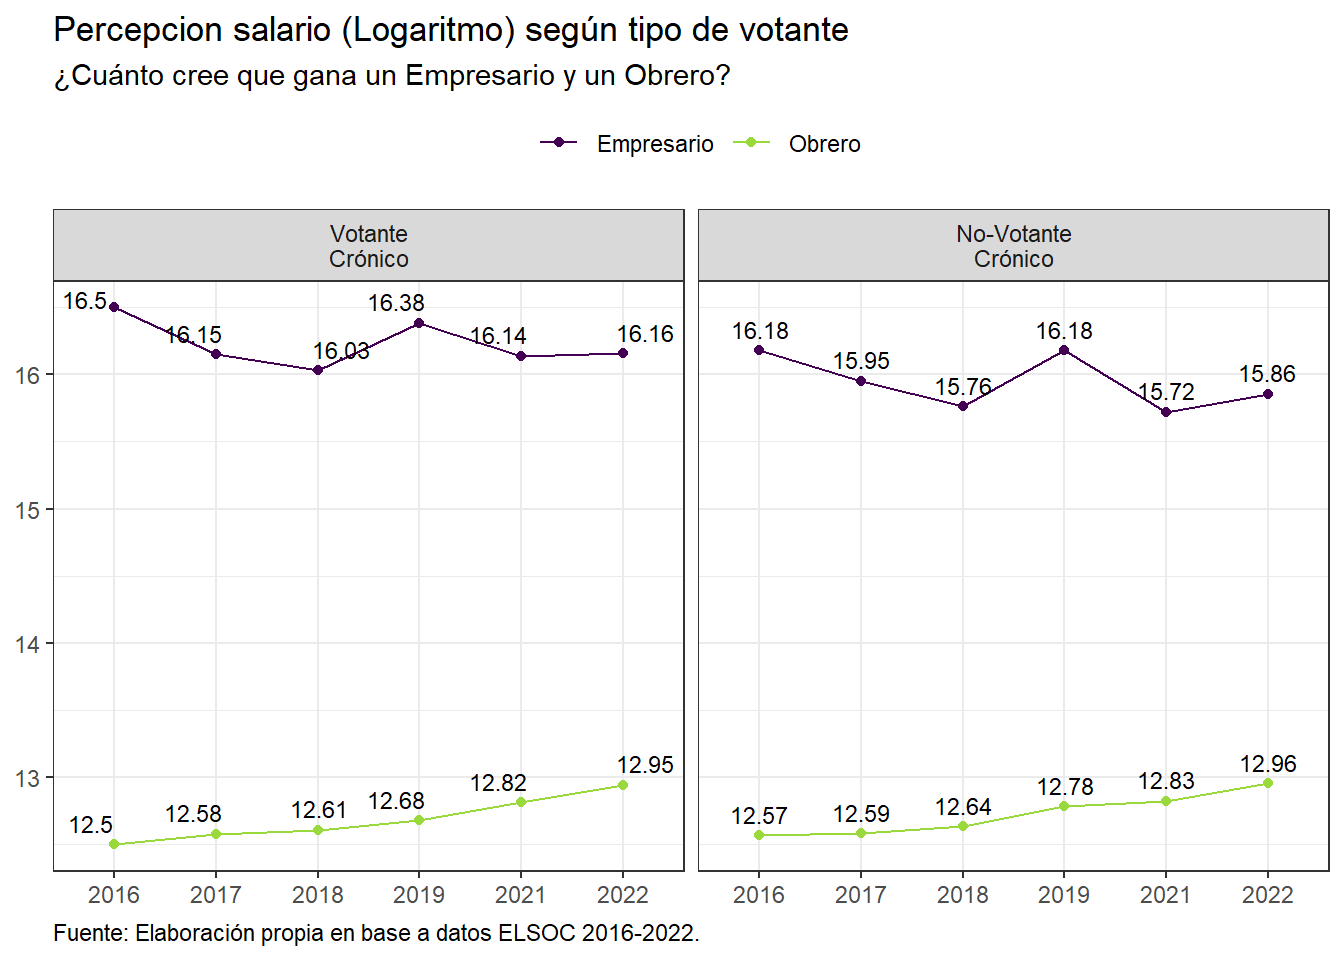 Percepcion salario (Logaritmo) según tipo de votante
¿Cuánto cree que gana un Empresario y un Obrero?
Empresario Obrero
Votante
Crónico
No-Votante
Crónico
16.5 16.15 16.03 16.38 16.14 16.16
16.18 15.95 15.76 16.18 15.72 15.86
12.5 12.58 12.61 12.68 12.82 12.95
12.57 12.59 12.64 12.78 12.83 12.96
16
15
14
13
2016 2017 2018 2019 2021 2022
2016 2017 2018 2019 2021 2022
Fuente: Elaboración propia en base a datos ELSOC 2016-2022.